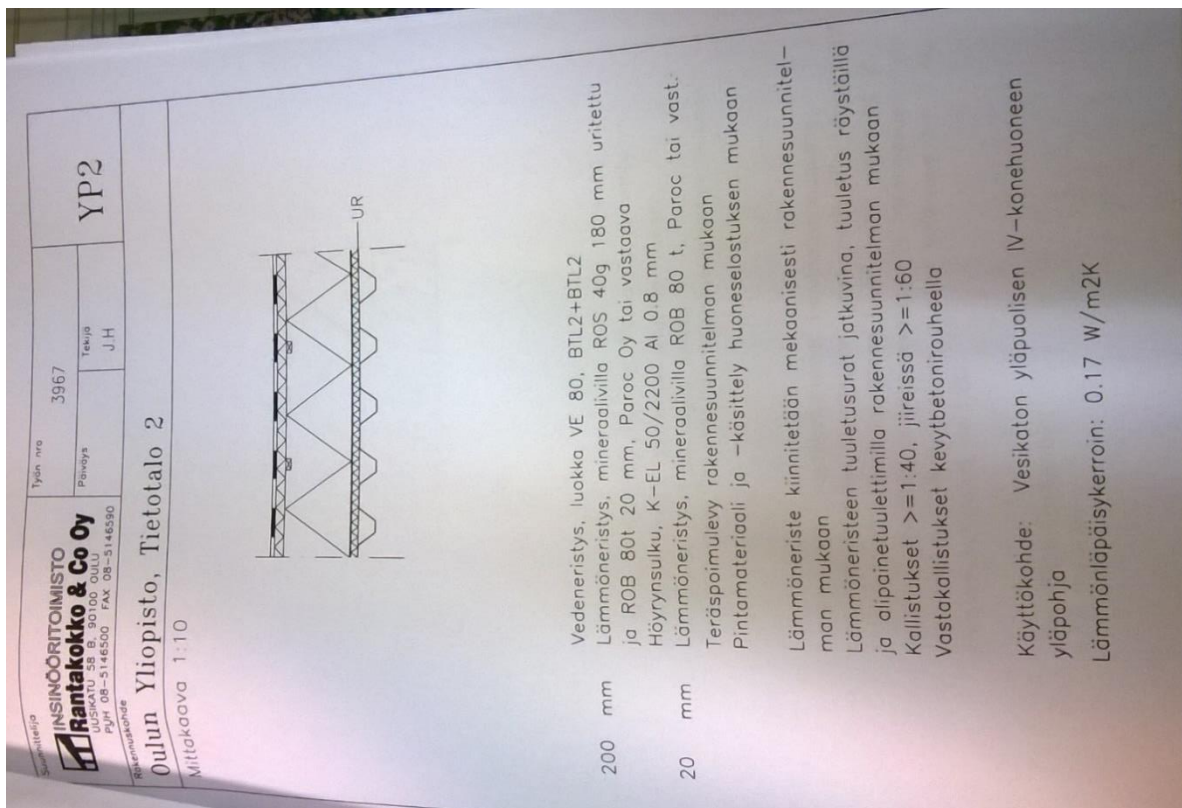 Suunnittelija
INSINÖÖRITOIMISTO
Rantakokko & Co Oy
UUSIKATU 58 B, 90100 OULU
PUH 08-5146500 FAX 08-5146590
Työn nro
3967
Päiväys
Tekijä
J.H
YP2
Rakennuskohde
Oulun Yliopisto, Tietotalo 2
Mittakaava 1:10
UR
Vedeneristys, luokka VE 80, BTL2+BTL2
200 mm Lämmöneristys, mineraalivilla ROS 40g 180 mm uritettu
ja ROB 80t 20 mm, Paroc Oy tai vastaava
Höyrynsulku, K-EL 50/2200 Al 0.8 mm
20 mm Lämmöneristys, mineraalivilla ROB 80 t, Paroc tai vast.
Teräspoimulevy rakennesuunnitelman mukaan
Pintamateriaali ja -käsittely huoneselostuksen mukaan
Lämmöneriste kiinnitetään mekaanisesti rakennesuunnitel-
man mukaan
Lämmöneristeen tuuletusurat jatkuvina, tuuletus räystäillä
ja alipainetuulettimilla rakennesuunnitelman mukaan
Kallistukset >=1:40, jiireissä >=1:60
Vastakallistukset kevytbetonirouheella
Käyttökohde: Vesikaton yläpuolisen IV-konehuoneen
yläpohja
Lämmönläpäisykerroin: 0.17 W/m2K